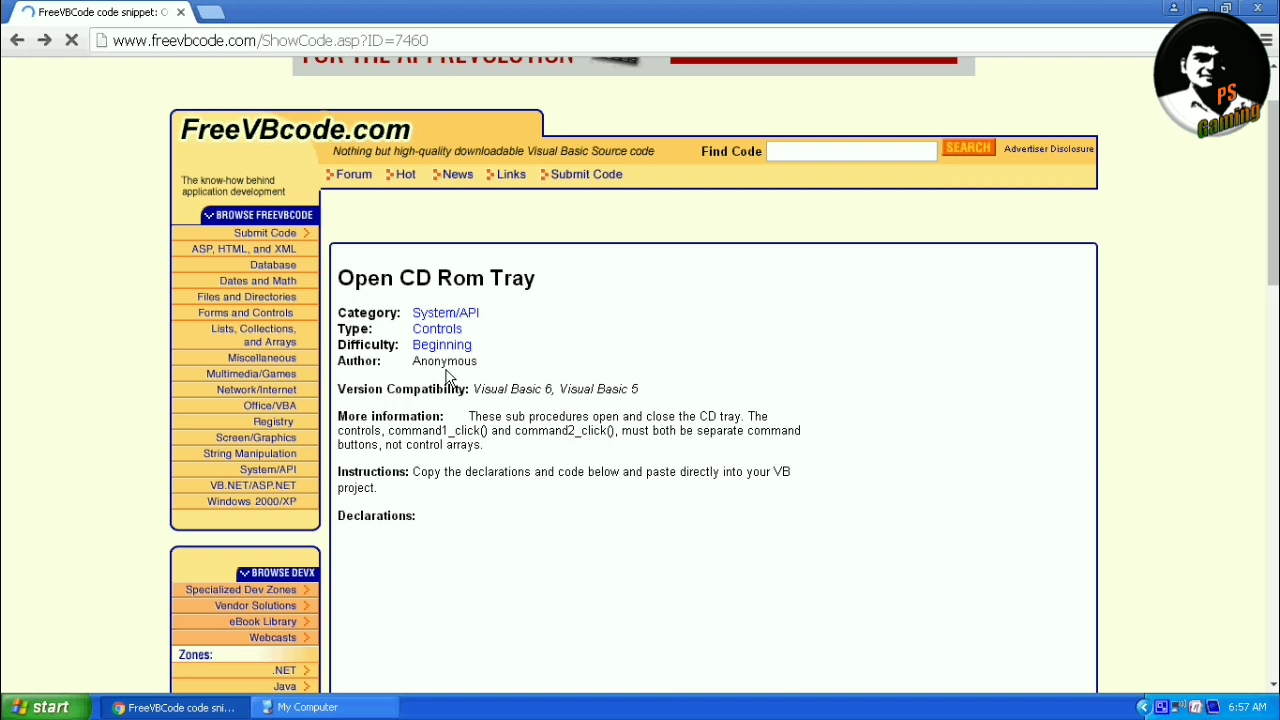 FreeVBCode code snippet: O
www.freevbcode.com/ShowCode.asp?ID=7460
FOR THE APP REVOLUTION
PS
Gaming
FreeVBcode.com
Nothing but high-quality downloadable Visual Basic Source code
Find Code
SEARCH
Advertiser Disclosure
The know-how behind
application development
Forum
Hot
News
Links
Submit Code
BROWSE FREEVBCODE
Submit Code
ASP, HTML, and XML
Database
Dates and Math
Files and Directories
Forms and Controls
Lists, Collections,
and Arrays
Miscellaneous
Multimedia/Games
Network/Internet
Office/VBA
Registry
Screen/Graphics
String Manipulation
System/API
VB.NET/ASP.NET
Windows 2000/XP
BROWSE DEVX
Specialized Dev Zones
Vendor Solutions
eBook Library
Webcasts
Zones:
.NET
Java
Open CD Rom Tray
Category: System/API
Type: Controls
Difficulty: Beginning
Author: Anonymous
Version Compatibility: Visual Basic 6, Visual Basic 5
More information: These sub procedures open and close the CD tray. The
controls, command1_click() and command2_click(), must both be separate command
buttons, not control arrays.
Instructions: Copy the declarations and code below and paste directly into your VB
project.
Declarations:
start
FreeVBCode code sni...
My Computer
6:57 AM